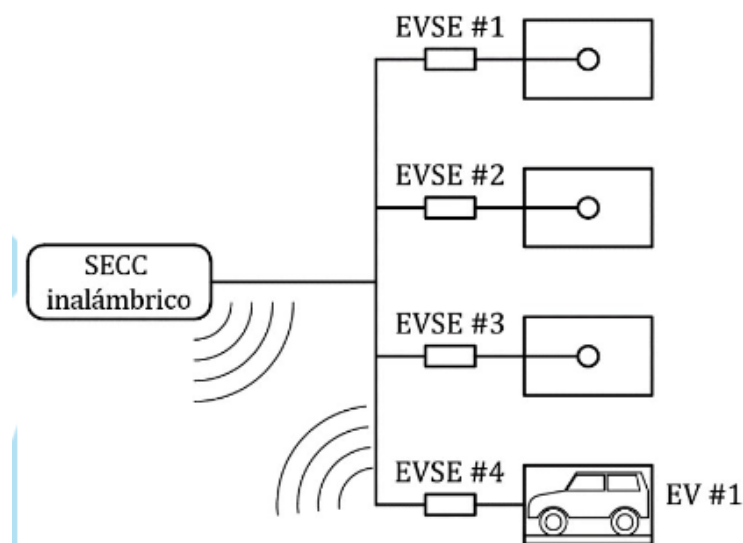 EVSE #1
EVSE #2
SECC
inalámbrico
EVSE #3
EVSE #4
EV #1